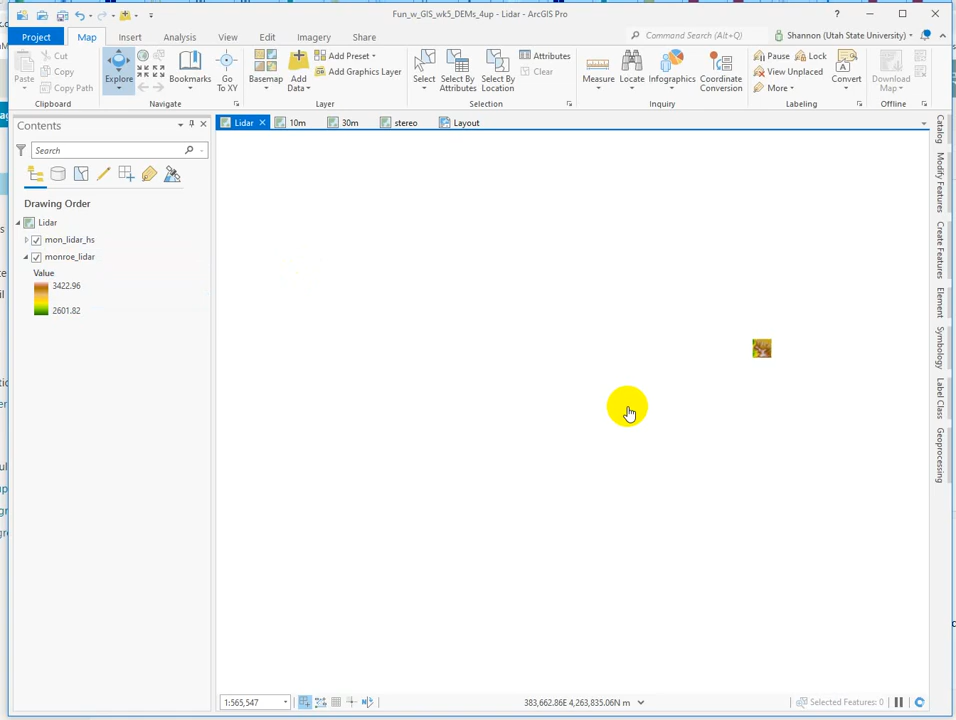 Fun_w_GIS_wk5_DEMs_4up - Lidar - ArcGIS Pro
Project Map Insert Analysis View Find Edit Imagery Share Command Search (Alt+Q) Shannon (Utah State University)
Paste Cut Copy Copy Path
Explore Bookmarks Go To XY
Basemap Add Data Add Preset Add Graphics Layer
Select Select By Attributes Select By Location Attributes Clear
Measure Locate Infographics Coordinate Conversion
Pause Lock View Unplaced More Convert
Download Map
Clipboard Navigate Layer Selection Inquiry Labeling Offline
Contents
Lidar 10m 30m stereo Layout
Search
Drawing Order
Lidar
mon_lidar_hs
monroe_lidar
Value
3422.96
2601.82
Catalog
Modify Features
Create Features
Element
Symbology
Label Class
Geoprocessing
1:565,547 383,662.86E 4,263,835.06N m Selected Features: 0